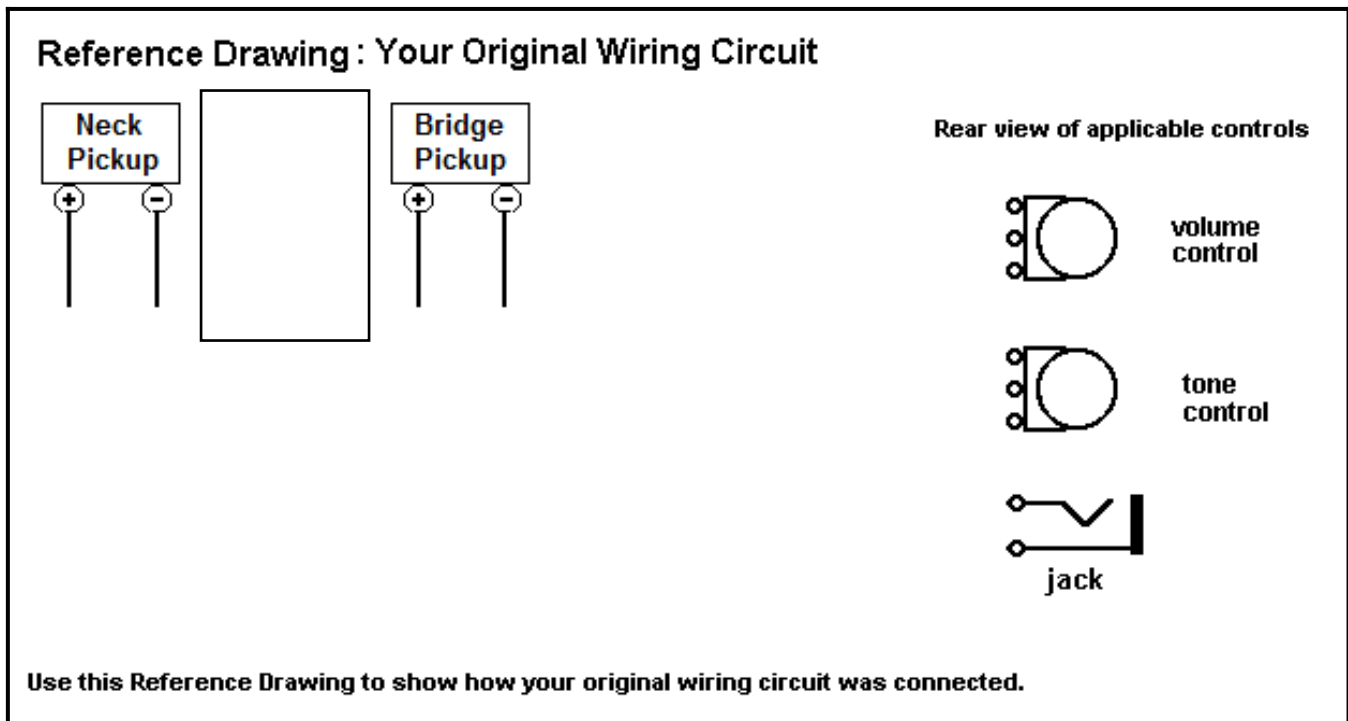 Reference Drawing : Your Original Wiring Circuit
Neck
Pickup
Bridge
Pickup
Rear view of applicable controls
+
−
+
−
volume
control
tone
control
jack
Use this Reference Drawing to show how your original wiring circuit was connected.